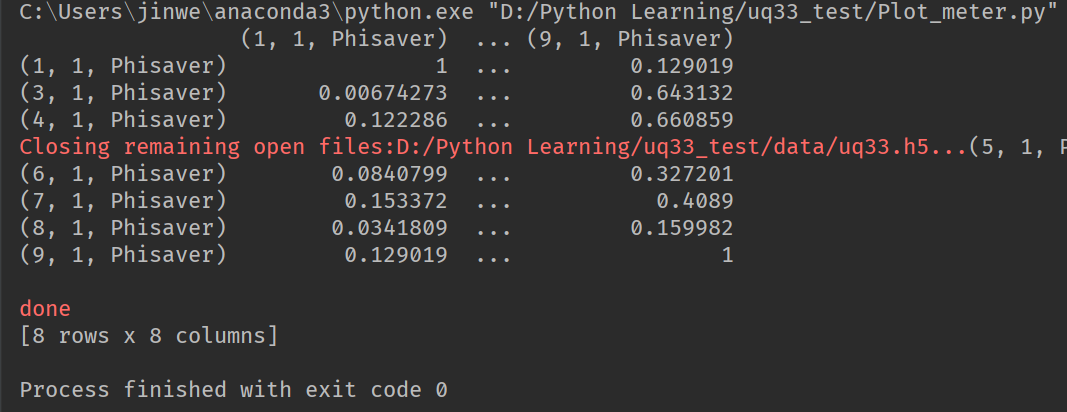 C:\Users\jinwe\anaconda3\python.exe "D:/Python Learning/uq33_test/Plot_meter.py"
(1, 1, Phisaver) ... (9, 1, Phisaver)
(1, 1, Phisaver) 1 ... 0.129019
(3, 1, Phisaver) 0.00674273 ... 0.643132
(4, 1, Phisaver) 0.122286 ... 0.660859
Closing remaining open files:D:/Python Learning/uq33_test/data/uq33.h5...(5, 1, P
(6, 1, Phisaver) 0.0840799 ... 0.327201
(7, 1, Phisaver) 0.153372 ... 0.4089
(8, 1, Phisaver) 0.0341809 ... 0.159982
(9, 1, Phisaver) 0.129019 ... 1
done
[8 rows x 8 columns]
Process finished with exit code 0